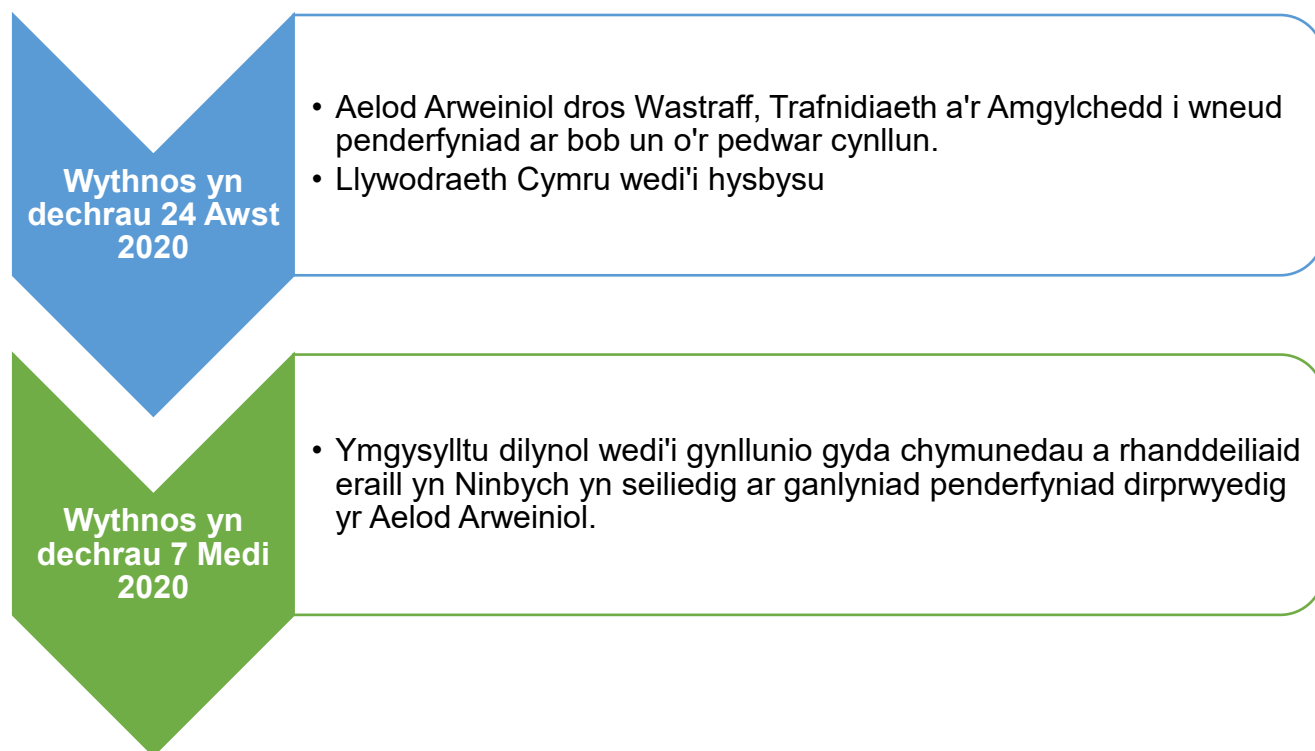 Wythnos yn
dechrau 24 Awst
2020
• Aelod Arweiniol dros Wastraff, Trafnidiaeth a'r Amgylchedd i wneud
penderfyniad ar bob un o'r pedwar cynllun.
• Llywodraeth Cymru wedi'i hysbysu
Wythnos yn
dechrau 7 Medi
2020
• Ymgysylltu dilynol wedi'i gynllunio gyda chymunedau a rhanddeiliaid
eraill yn Ninbych yn seiliedig ar ganlyniad penderfyniad dirprwyedig
yr Aelod Arweiniol.